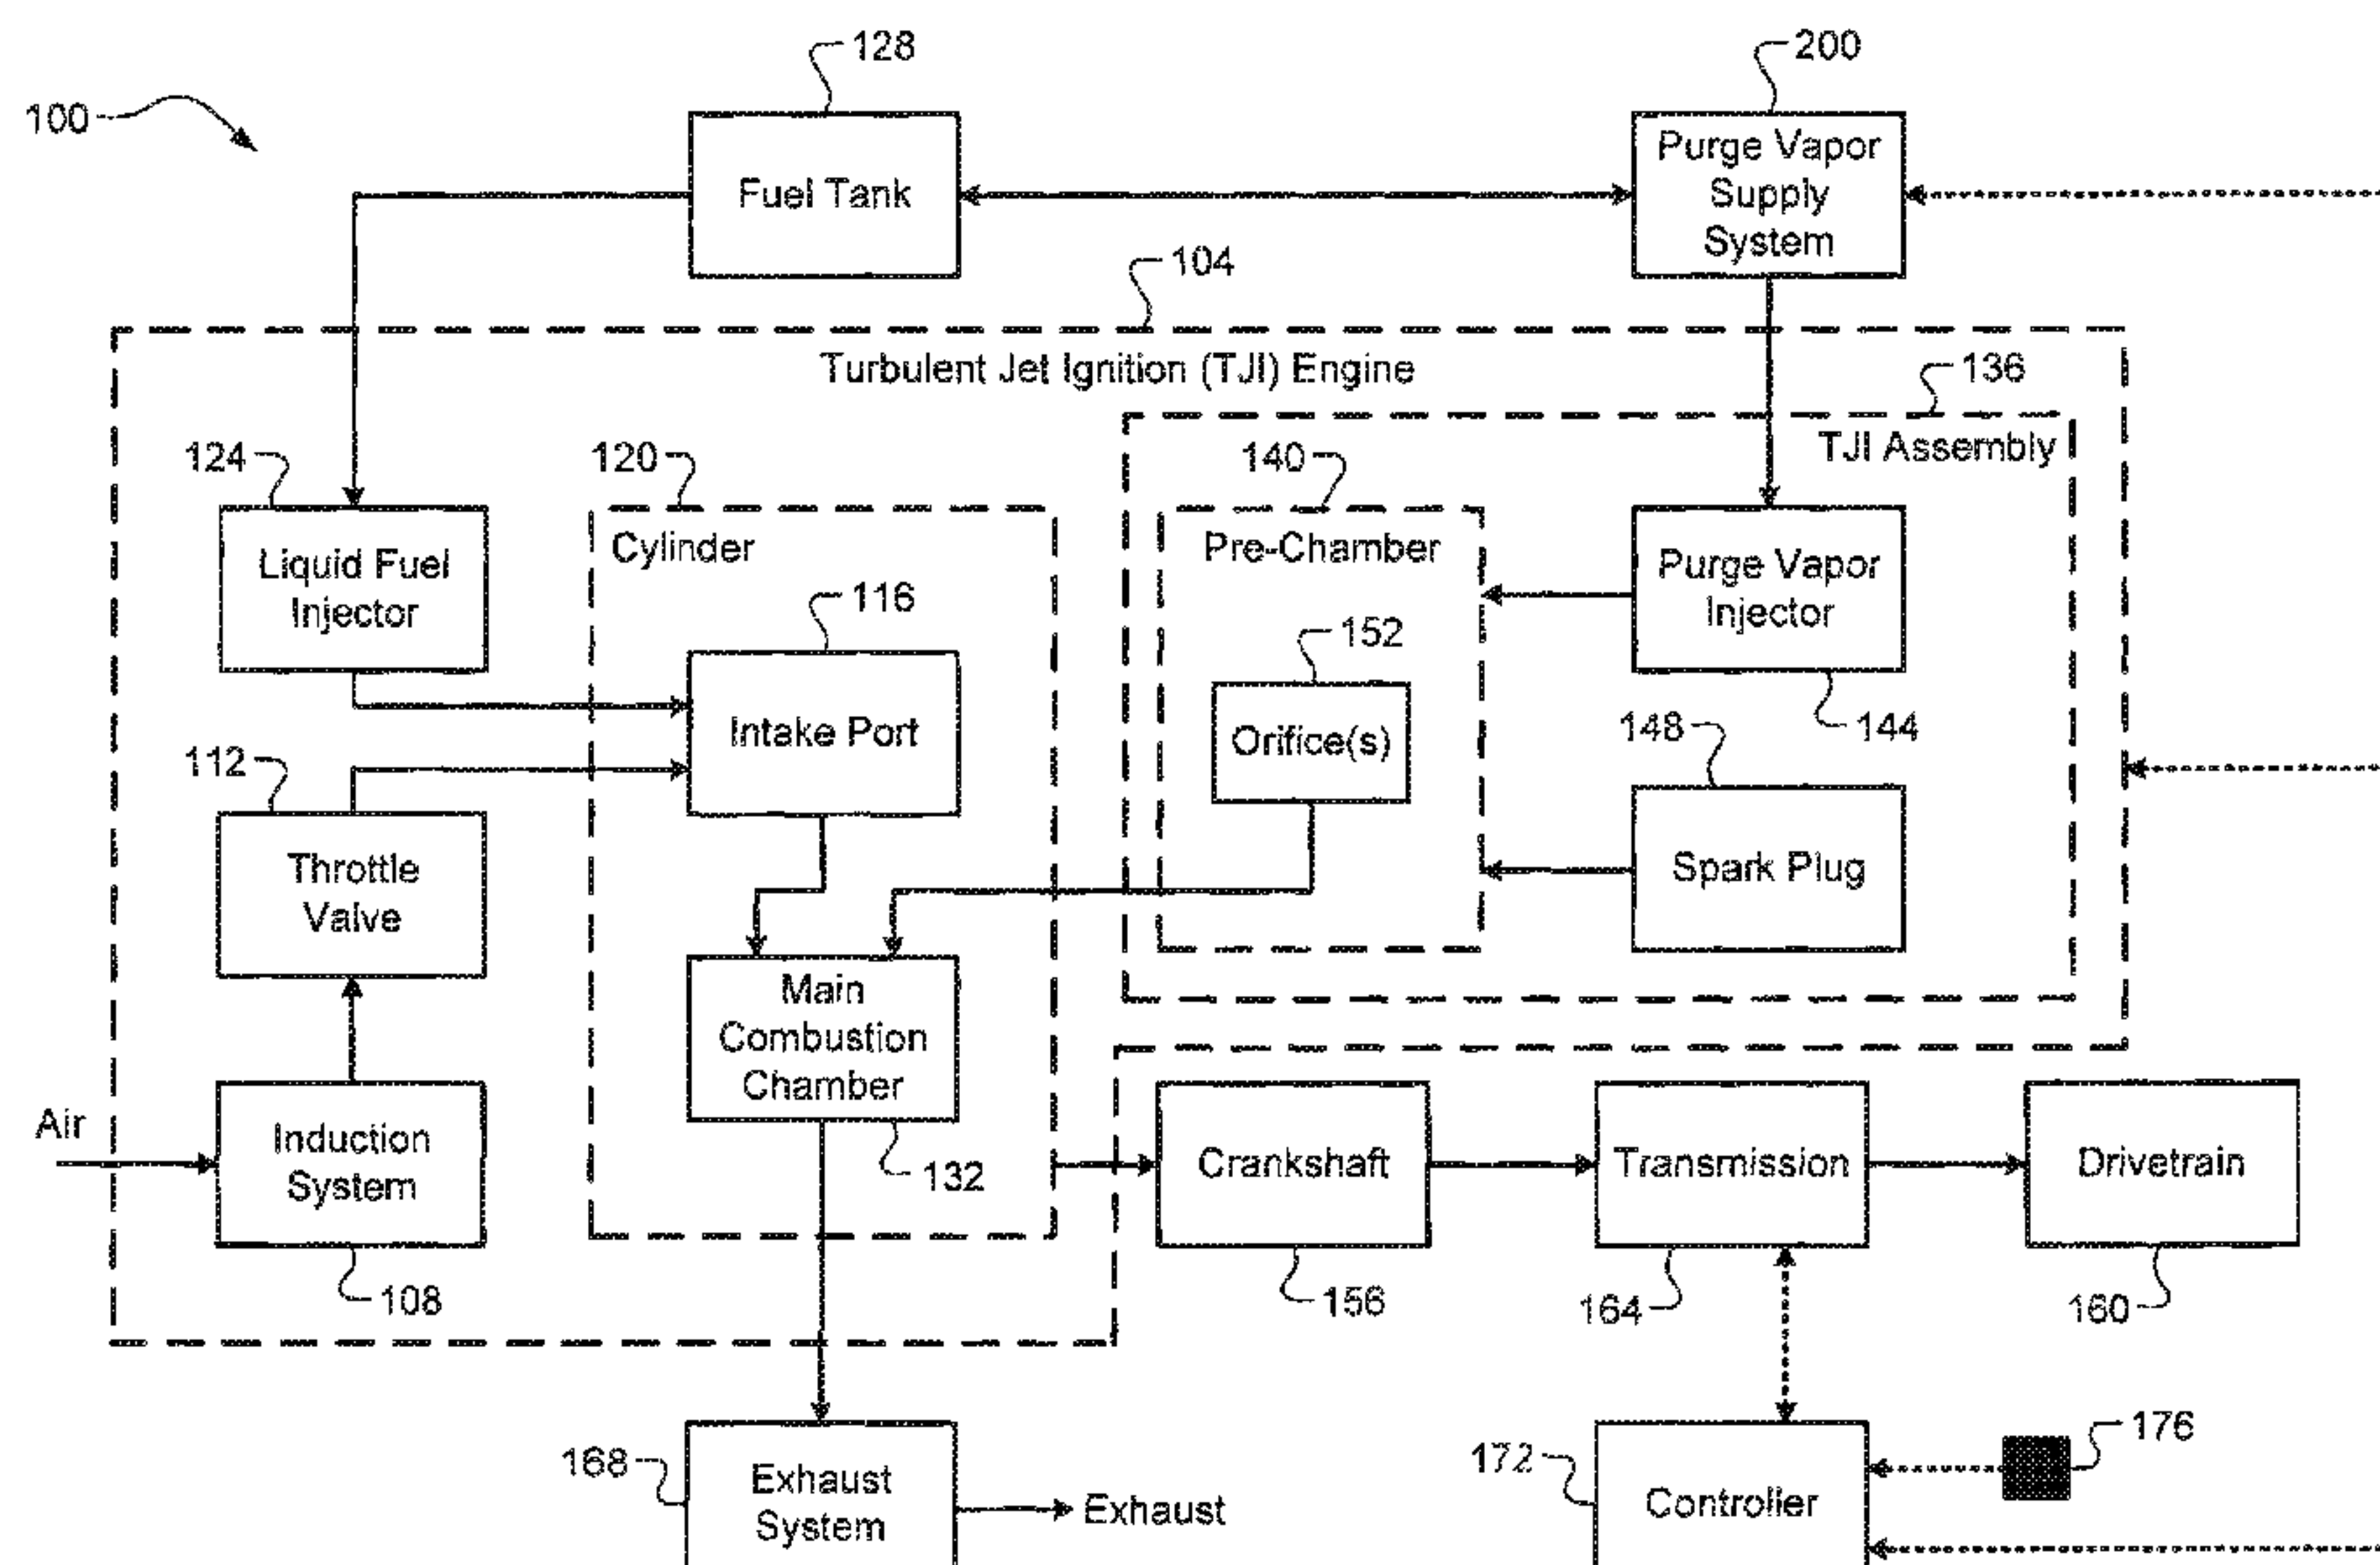 128
200
100
Fuel Tank
Purge Vapor
Supply
System
104
Turbulent Jet Ignition (TJI) Engine
136
TJI Assembly
124
120
140
Liquid Fuel
Injector
Cylinder
Pre-Chamber
Purge Vapor
Injector
116
152
Intake Port
Orifice(s)
144
148
112
Throttle
Valve
Spark Plug
Main
Combustion
Chamber
Air
Induction
System
132
Crankshaft
Transmission
Drivetrain
108
156
164
160
168
Exhaust
System
Exhaust
172
Controller
176